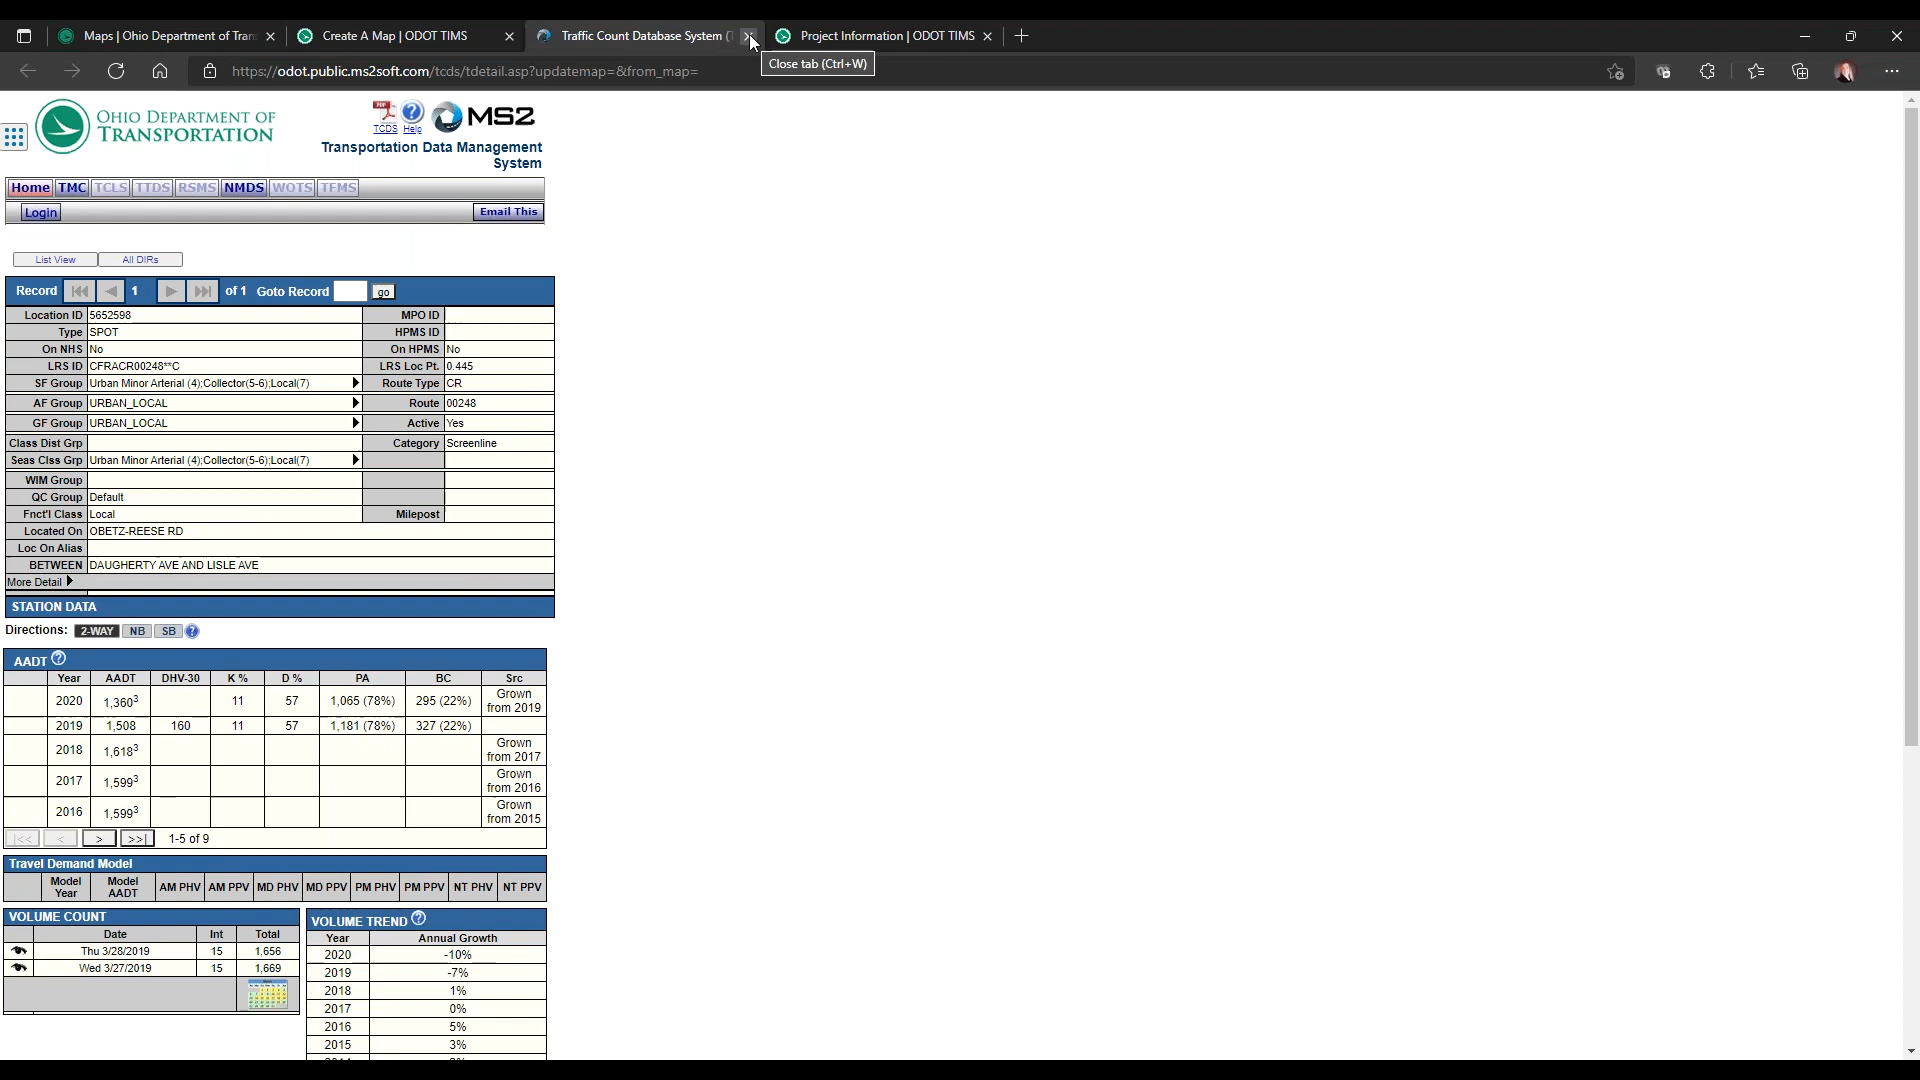 Maps | Ohio Department of Tran
Create A Map | ODOT TIMS
Traffic Count Database System (T
Project Information | ODOT TIMS
Close tab (Ctrl+W)
https://odot.public.ms2soft.com/tcds/tdetail.asp?updatemap=&from_map=
OHIO DEPARTMENT OF
TRANSPORTATION
PDF
TCDS Help
MS2
Transportation Data Management
System
Home TMC TCLS TTDS RSMS NMDS WOTS TFMS
Login Email This
List View All DIRs
Record 1 of 1 Goto Record go
Location ID 5652598 MPO ID
Type SPOT HPMS ID
On NHS No On HPMS No
LRS ID CFRACR00248**C LRS Loc Pt. 0.445
SF Group Urban Minor Arterial (4);Collector(5-6);Local(7) Route Type CR
AF Group URBAN_LOCAL Route 00248
GF Group URBAN_LOCAL Active Yes
Class Dist Grp Category Screenline
Seas Clss Grp Urban Minor Arterial (4);Collector(5-6);Local(7)
WIM Group
QC Group Default
Fnct'l Class Local Milepost
Located On OBETZ-REESE RD
Loc On Alias
BETWEEN DAUGHERTY AVE AND LISLE AVE
More Detail
STATION DATA
Directions: 2-WAY NB SB ?
AADT ?
Year AADT DHV-30 K % D % PA BC Src
2020 1,360³ 11 57 1,065 (78%) 295 (22%) Grown from 2019
2019 1,508 160 11 57 1,181 (78%) 327 (22%)
2018 1,618³ Grown from 2017
2017 1,599³ Grown from 2016
2016 1,599³ Grown from 2015
|<< < > >>| 1-5 of 9
Travel Demand Model
Model Year Model AADT AM PHV AM PPV MD PHV MD PPV PM PHV PM PPV NT PHV NT PPV
VOLUME COUNT
Date Int Total
Thu 3/28/2019 15 1,656
Wed 3/27/2019 15 1,669
VOLUME TREND ?
Year Annual Growth
2020 -10%
2019 -7%
2018 1%
2017 0%
2016 5%
2015 3%